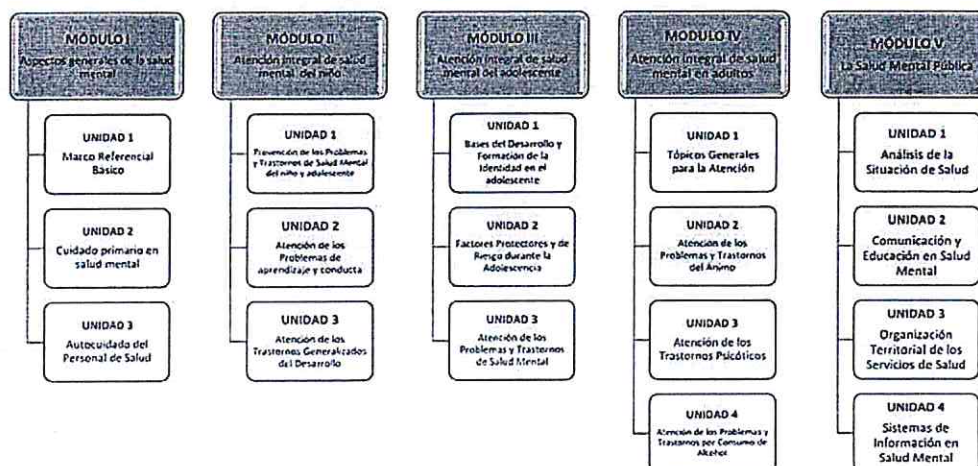 MÓDULO I
Aspectos generales de la salud
mental
UNIDAD 1
Marco Referencial
Básico
UNIDAD 2
Cuidado primario en
salud mental
UNIDAD 3
Autocuidado del
Personal de Salud
MÓDULO II
Atención integral de salud
mental del niño
UNIDAD 1
Prevención de los Problemas
y Trastornos de Salud Mental
del niño y adolescente
UNIDAD 2
Atención de los
Problemas de
aprendizaje y conducta
UNIDAD 3
Atención de los
Trastornos Generalizados
del Desarrollo
MÓDULO III
Atención integral de salud
mental del adolescente
UNIDAD 1
Bases del Desarrollo y
Formación de la
Identidad en el
adolescente
UNIDAD 2
Factores Protectores y de
Riesgo durante la
Adolescencia
UNIDAD 3
Atención de los
Problemas y Trastornos
de Salud Mental
MÓDULO IV
Atención integral de salud
mental en adultos
UNIDAD 1
Tópicos Generales
para la Atención
UNIDAD 2
Atención de los
Problemas y Trastornos
del Ánimo
UNIDAD 3
Atención de los
Trastornos Psicóticos
UNIDAD 4
Atención de los Problemas y
Trastornos por Consumo de
Alcohol
MÓDULO V
La Salud Mental Pública
UNIDAD 1
Análisis de la
Situación de Salud
UNIDAD 2
Comunicación y
Educación en Salud
Mental
UNIDAD 3
Organización
Territorial de los
Servicios de Salud
UNIDAD 4
Sistemas de
Información en
Salud Mental